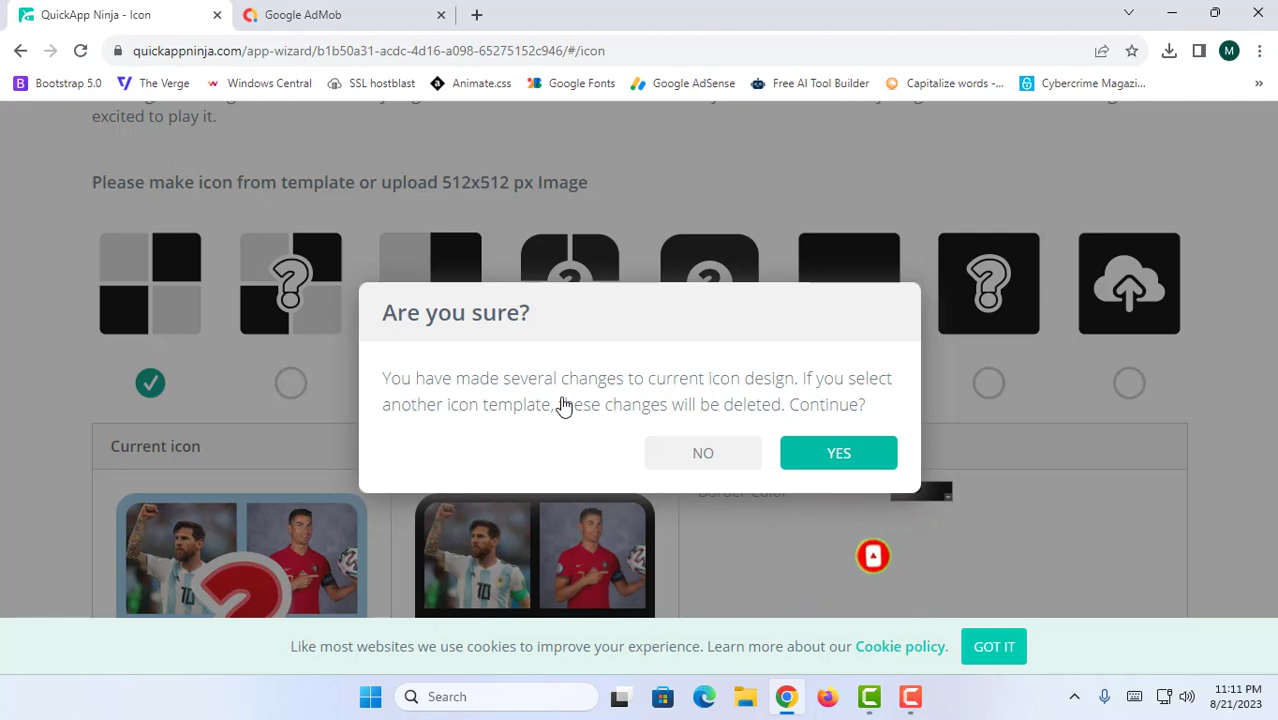 QuickApp Ninja - Icon
Google AdMob
quickappninja.com/app-wizard/b1b50a31-acdc-4d16-a098-65275152c946/#/icon
M
Bootstrap 5.0
The Verge
Windows Central
SSL hostblast
Animate.css
Google Fonts
Google AdSense
Free AI Tool Builder
Capitalize words -...
Cybercrime Magazi...
excited to play it.
Please make icon from template or upload 512x512 px Image
Are you sure?
You have made several changes to current icon design. If you select
another icon template, these changes will be deleted. Continue?
NO
YES
Current icon
Border Color
10
10
Like most websites we use cookies to improve your experience. Learn more about our Cookie policy.
GOT IT
Search
11:11 PM
8/21/2023